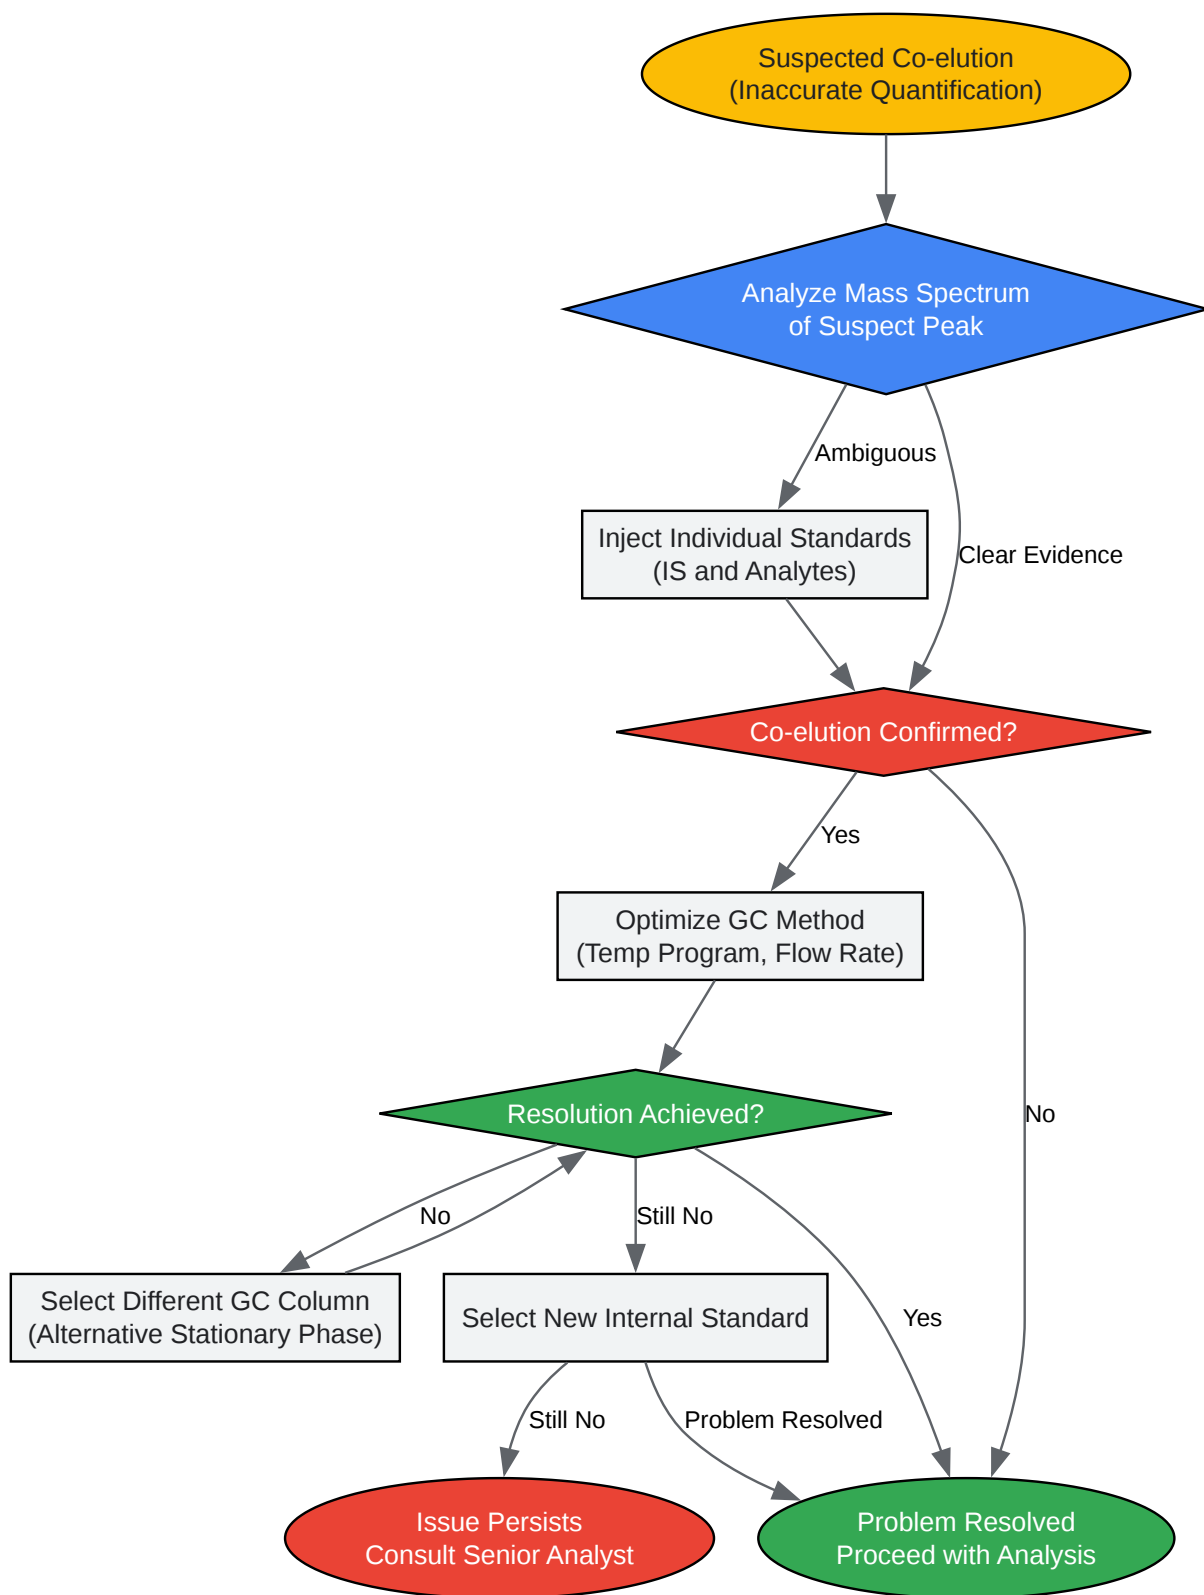 Suspected Co-elution
(Inaccurate Quantification)
Analyze Mass Spectrum
of Suspect Peak
Ambiguous
Inject Individual Standards
(IS and Analytes)
Clear Evidence
Co-elution Confirmed?
Yes
Optimize GC Method
(Temp Program, Flow Rate)
Resolution Achieved?
No
No
Still No
Select Different GC Column
(Alternative Stationary Phase)
Select New Internal Standard
Yes
Still No
Problem Resolved
Issue Persists
Consult Senior Analyst
Problem Resolved
Proceed with Analysis